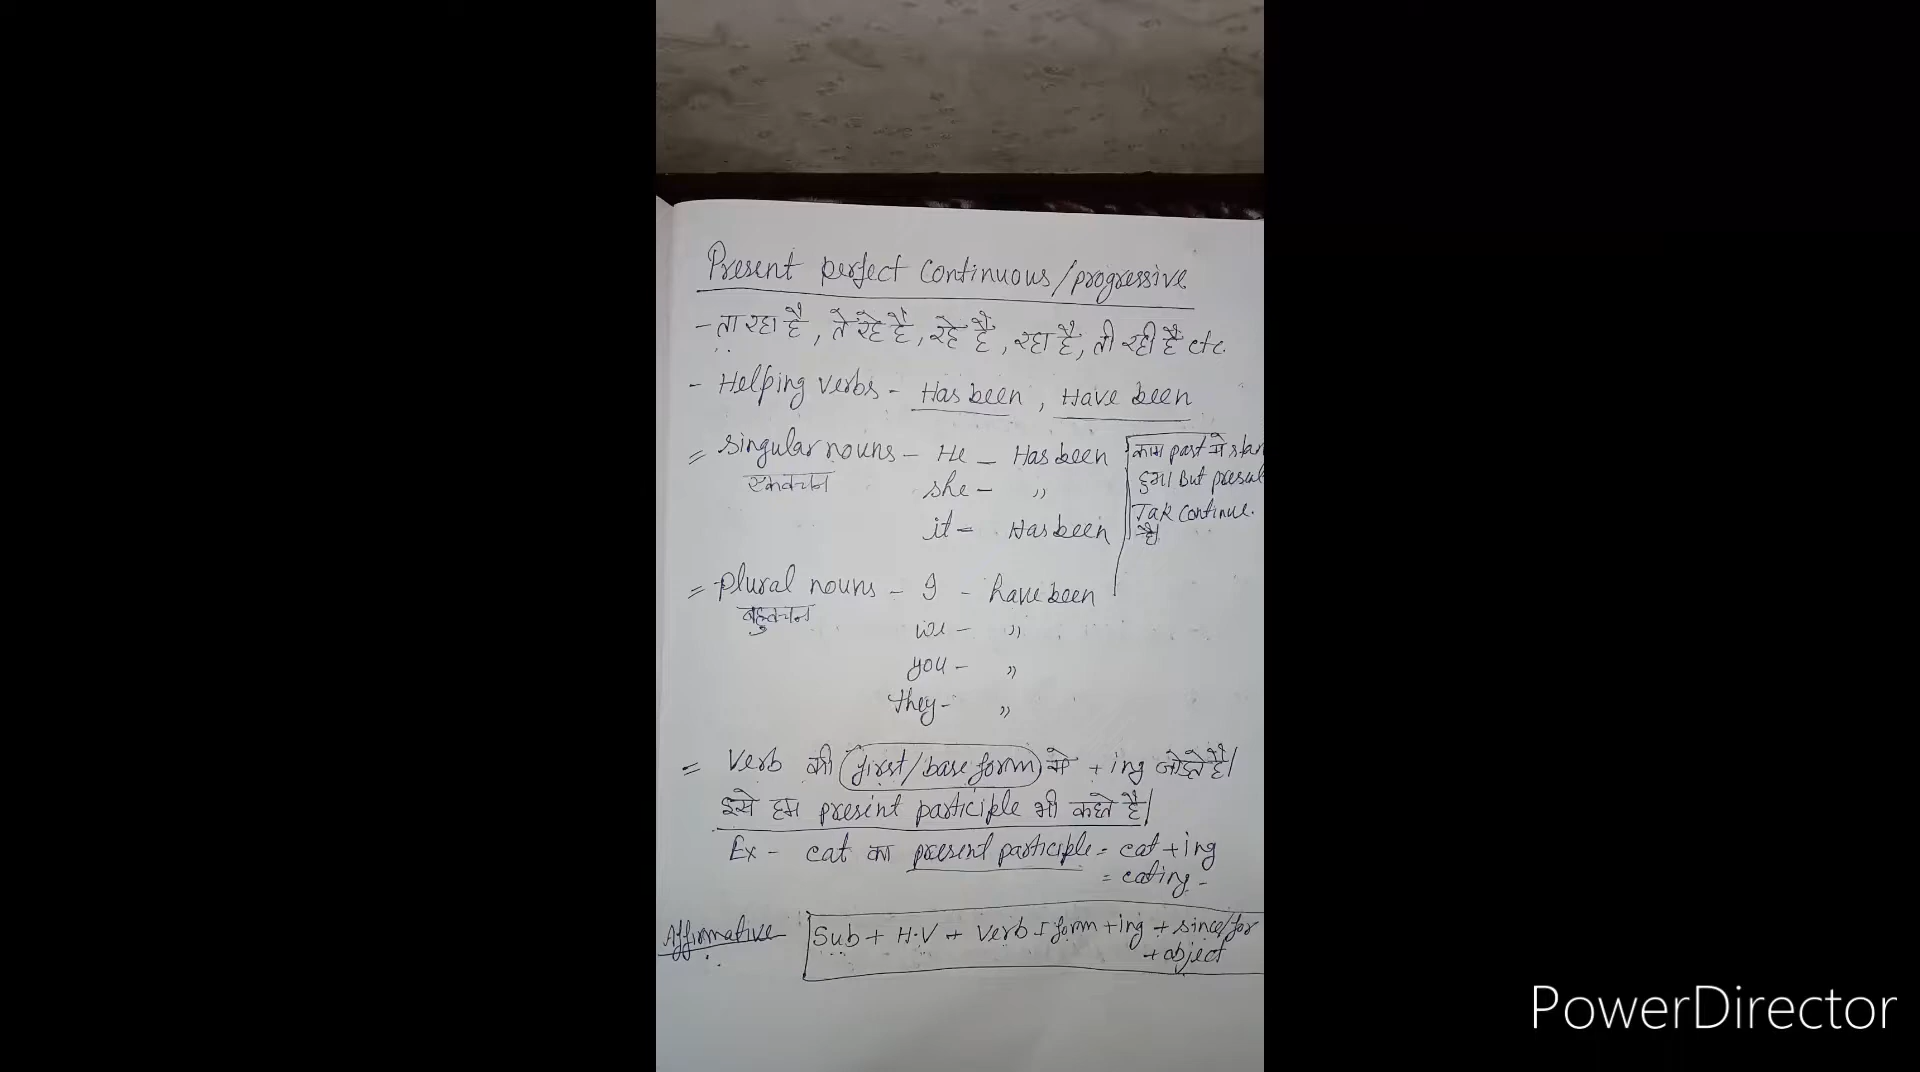 Present perfect Continuous/progressive
- ता रहा है, ते रहे हैं, रहे हैं, रहा है, ती रही है etc.
- Helping verbs - Has been, Have been
= singular nouns - He - Has been
एकवचन
she - ,,
it = Has been
काम past मे star
हुआ But present
Tak continue.
है।
= plural nouns - I - have been
बहुवचन
we - ,,
you - ,,
they - ,,
= Verb की first/base form मे + ing जोड़ते है।
इसे हम present participle भी कहते है।
Ex - eat का present participle = eat + ing
= eating -
Affirmative Sub + H.V + Verb I form + ing + since/for
+ object
PowerDirector